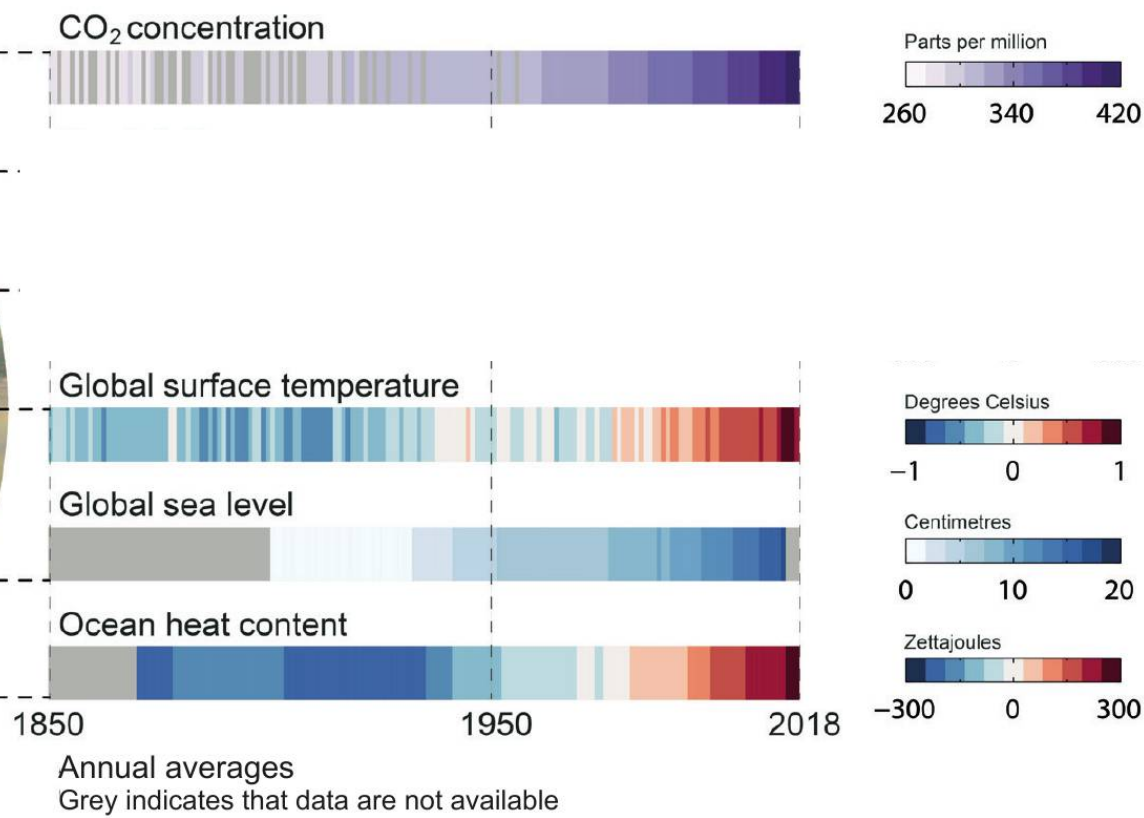 CO₂ concentration
Parts per million
260 340 420
Global surface temperature
Degrees Celsius
−1 0 1
Global sea level
Centimetres
0 10 20
Ocean heat content
Zettajoules
−300 0 300
1850 1950 2018
Annual averages
Grey indicates that data are not available